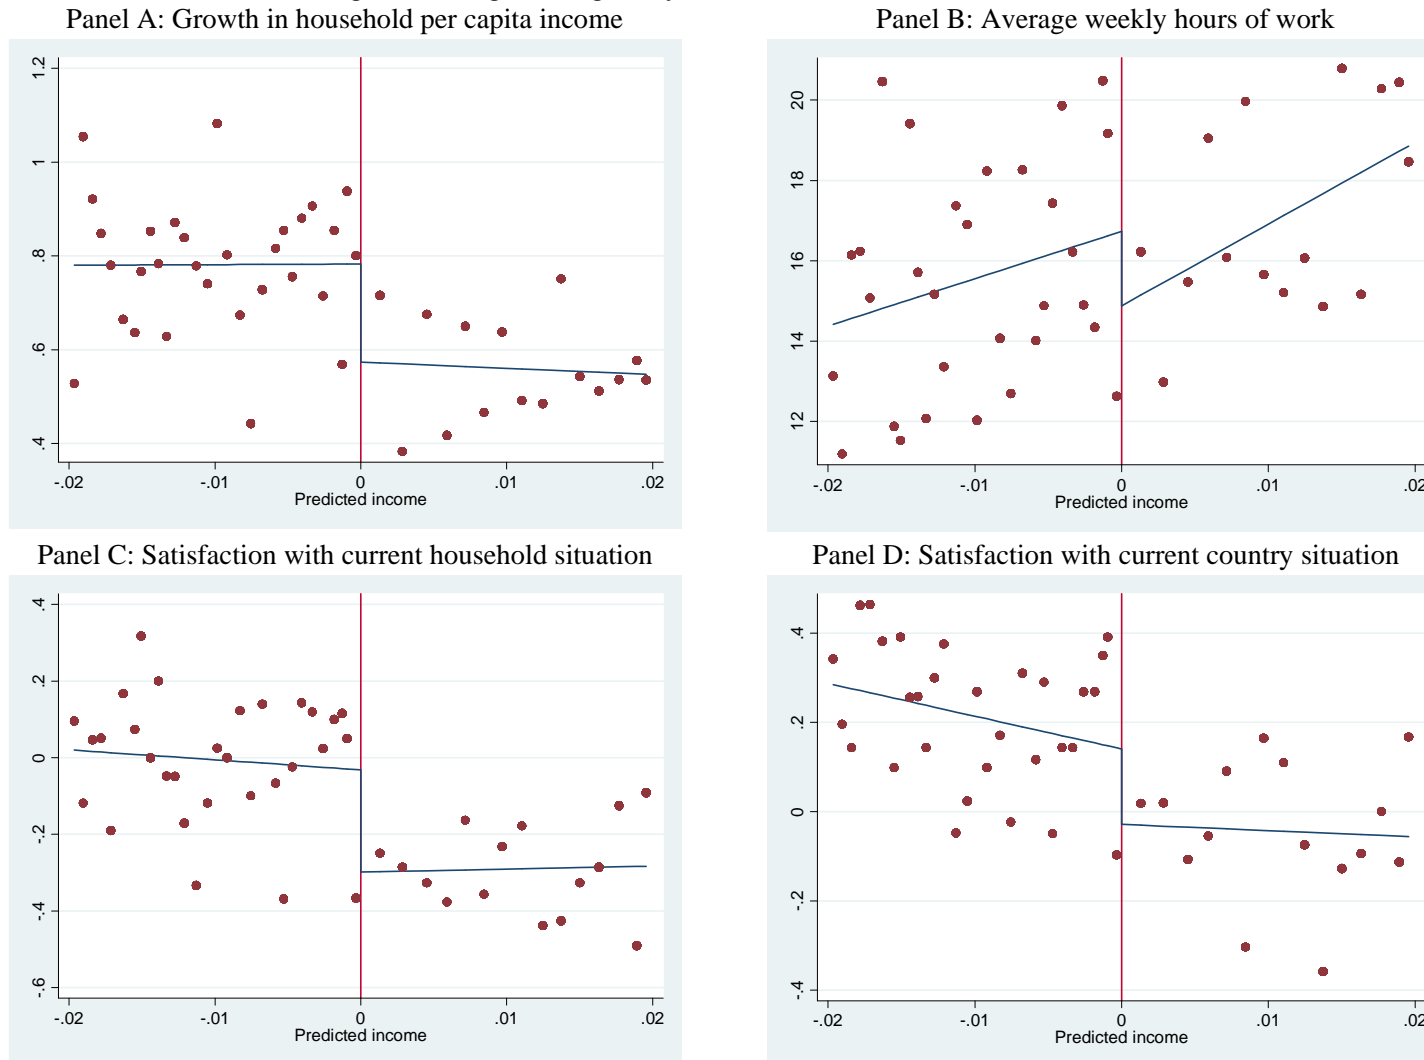 Panel A: Growth in household per capita income
1.2
1
.8
.6
.4
-.02 -.01 0 .01 .02
Predicted income
Panel B: Average weekly hours of work
20
18
16
14
12
-.02 -.01 0 .01 .02
Predicted income
Panel C: Satisfaction with current household situation
.4
.2
0
-.2
-.4
-.6
-.02 -.01 0 .01 .02
Predicted income
Panel D: Satisfaction with current country situation
.4
.2
0
-.2
-.4
-.02 -.01 0 .01 .02
Predicted income